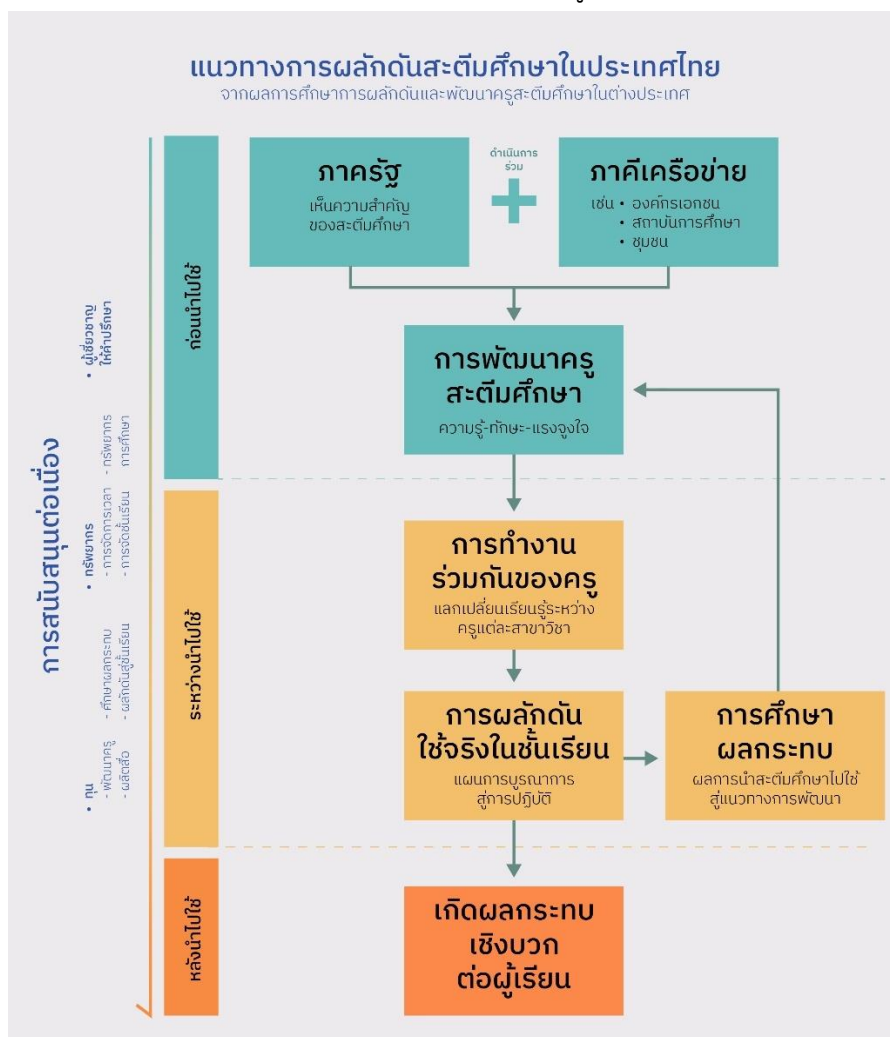 แนวทางการผลักดันสะตีมศึกษาในประเทศไทย
จากผลการศึกษาการผลักดันและพัฒนาครูสะตีมศึกษาในต่างประเทศ
การสนับสนุนต่อเนื่อง
• ผู้เชี่ยวชาญ
ให้คำปรึกษา
• ทรัพยากร
- การจัดการเวลา
- การจัดชั้นเรียน
- ทรัพยากร
การศึกษา
• ทุน
- พัฒนาครู
- ผลิตสื่อ
- ศึกษาผลกระทบ
- ผลักดันสู่ชั้นเรียน
ก่อนนำไปใช้
ภาครัฐ
เห็นความสำคัญ
ของสะตีมศึกษา
ดำเนินการ
ร่วม
+
ภาคีเครือข่าย
เช่น • องค์กรเอกชน
• สถาบันการศึกษา
• ชุมชน
การพัฒนาครู
สะตีมศึกษา
ความรู้-ทักษะ-แรงจูงใจ
ระหว่างนำไปใช้
การทำงาน
ร่วมกันของครู
แลกเปลี่ยนเรียนรู้ระหว่าง
ครูแต่ละสาขาวิชา
การผลักดัน
ใช้จริงในชั้นเรียน
แผนการบูรณาการ
สู่การปฏิบัติ
การศึกษา
ผลกระทบ
ผลการนำสะตีมศึกษาไปใช้
สู่แนวทางการพัฒนา
หลังนำไปใช้
เกิดผลกระทบ
เชิงบวก
ต่อผู้เรียน